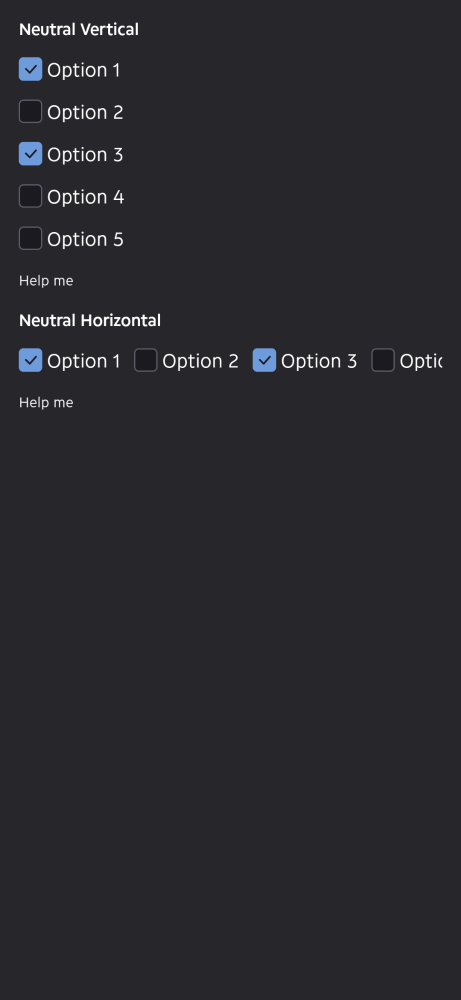 Neutral Vertical
Option 1
Option 2
Option 3
Option 4
Option 5
Help me
Neutral Horizontal
Option 1 Option 2 Option 3
Help me